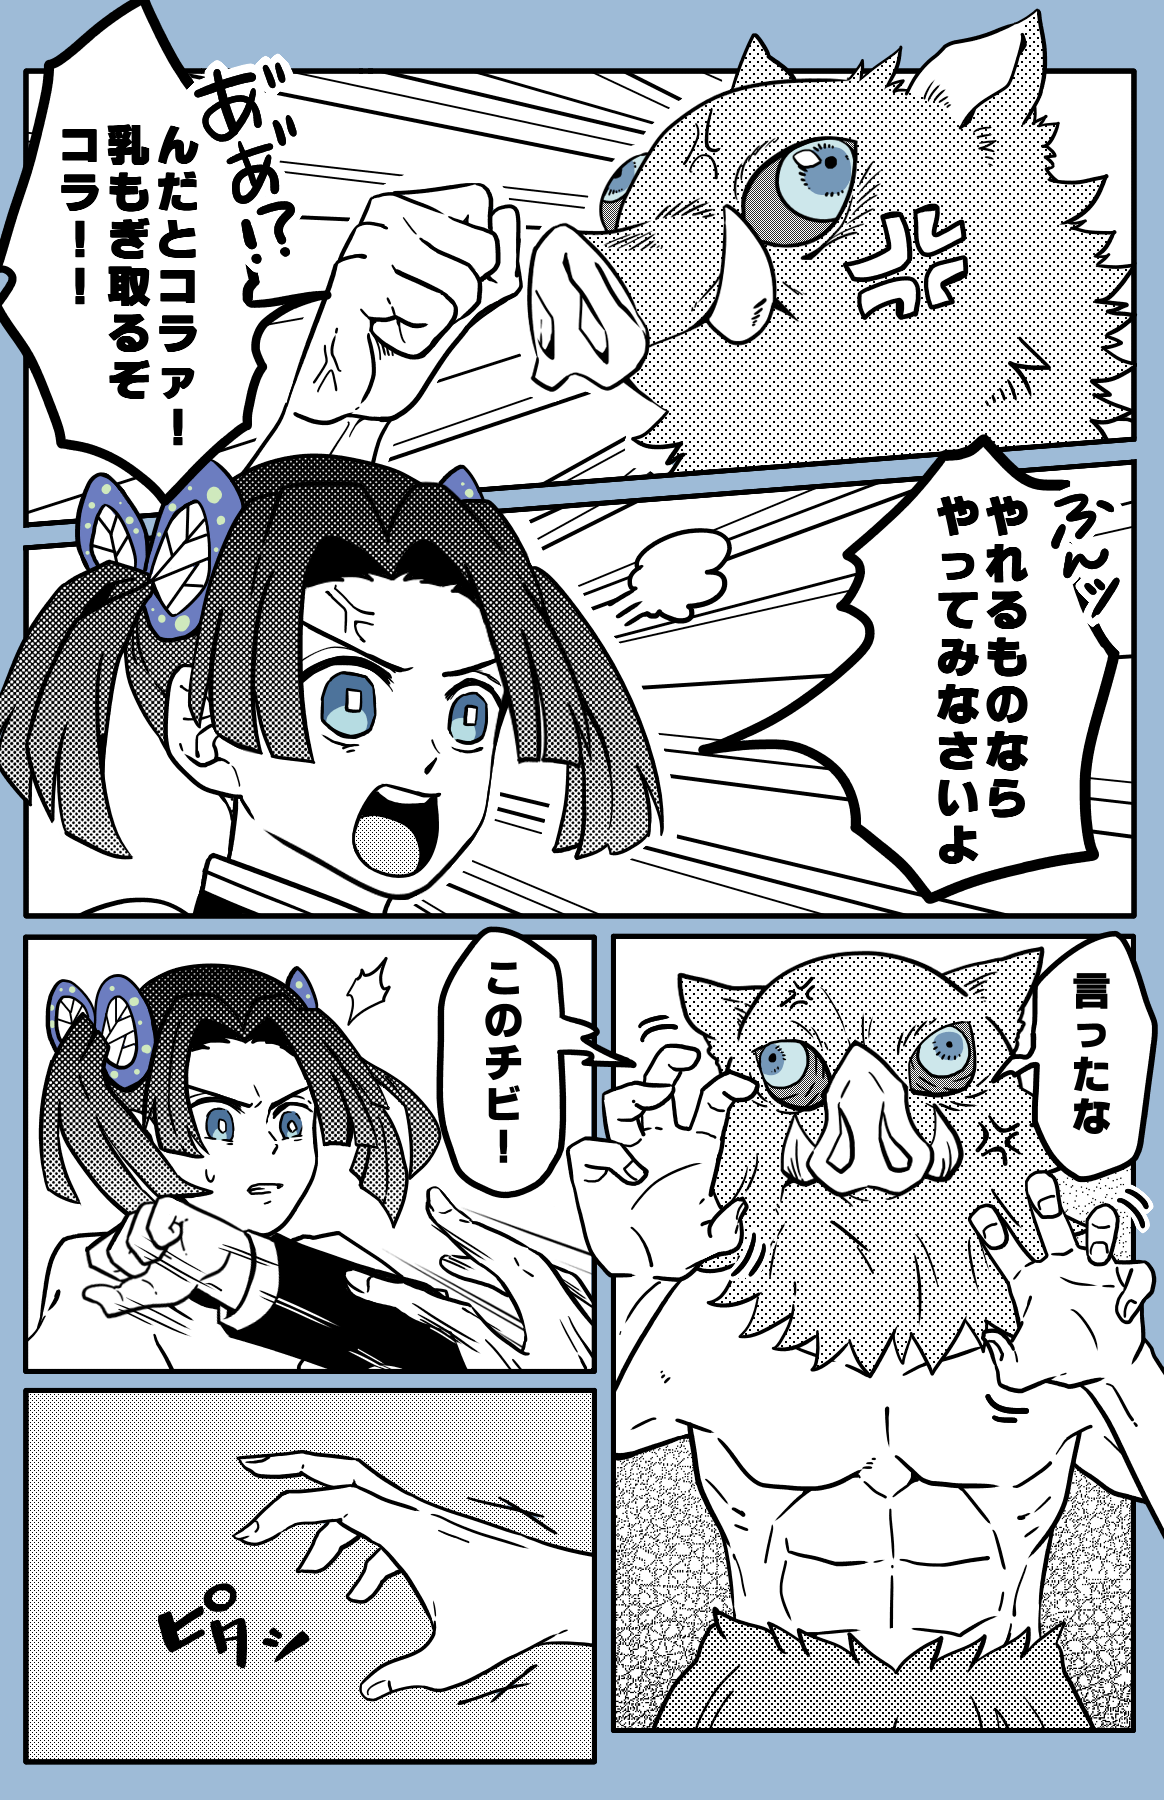 あ゛あ゛!?
んだとコラァ！
乳もぎ取るぞ
コラ！！
ふんッ
やれるものなら
やってみなさいよ
言ったな
このチビ！
ピタッ